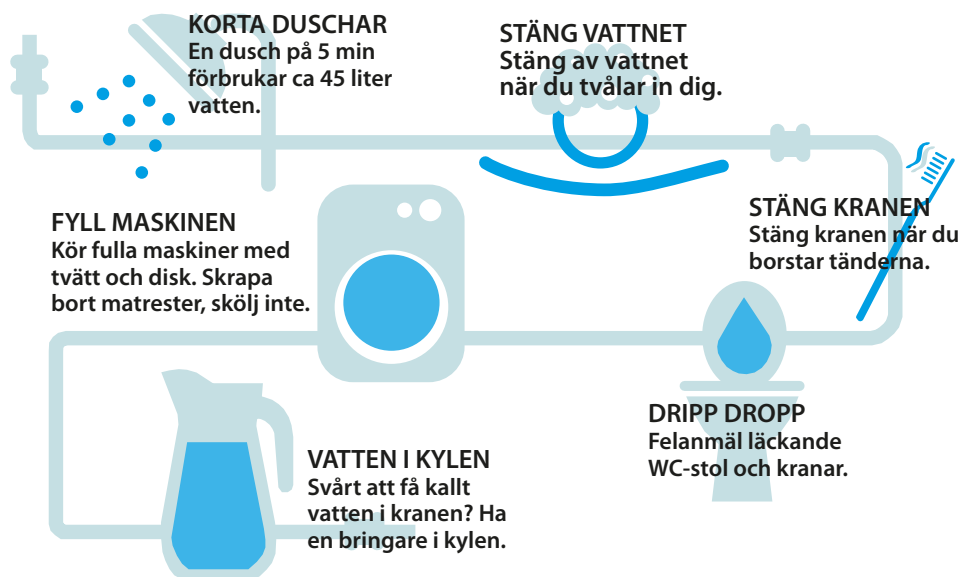 KORTA DUSCHAR
En dusch på 5 min
förbrukar ca 45 liter
vatten.
STÄNG VATTNET
Stäng av vattnet
när du tvålar in dig.
STÄNG KRANEN
Stäng kranen när du
borstar tänderna.
FYLL MASKINEN
Kör fulla maskiner med
tvätt och disk. Skrapa
bort matrester, skölj inte.
DRIPP DROPP
Felanmäl läckande
WC-stol och kranar.
VATTEN I KYLEN
Svårt att få kallt
vatten i kranen? Ha
en bringare i kylen.